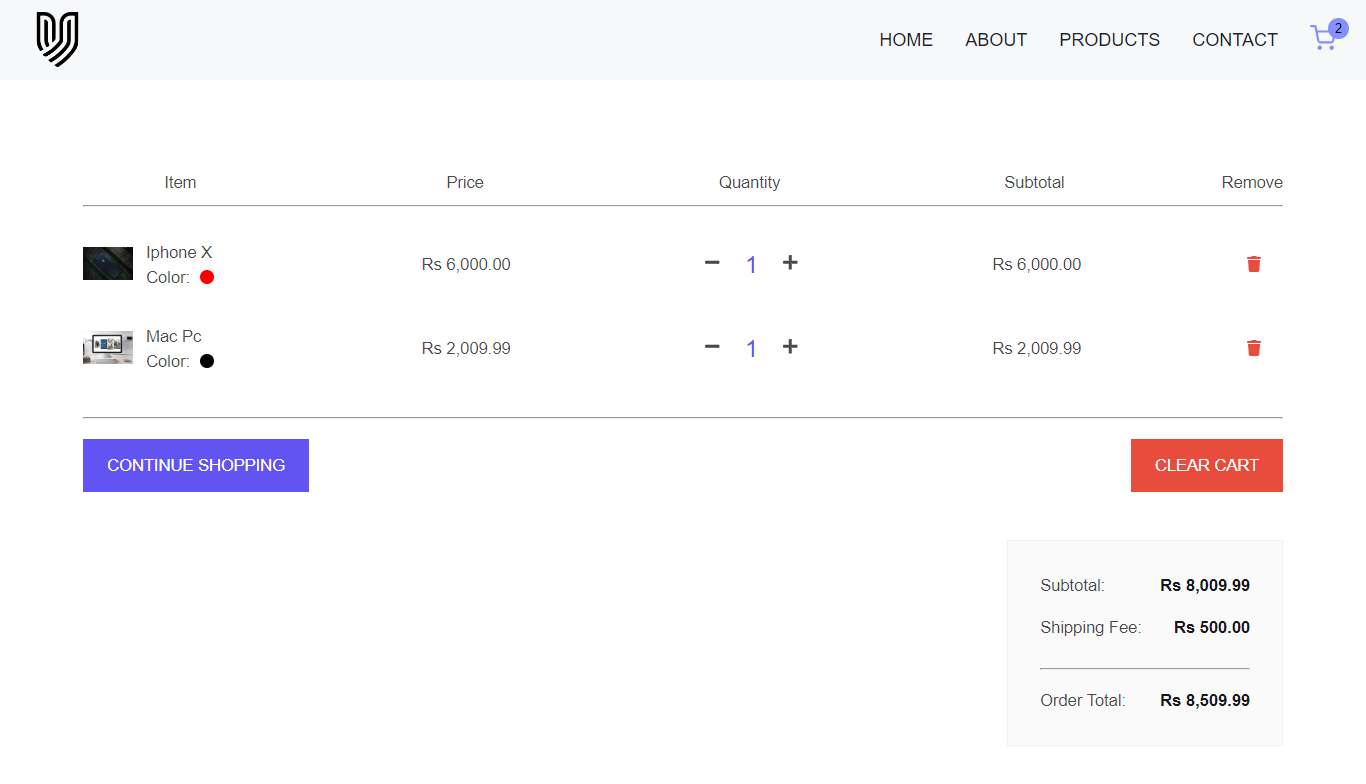 HOME ABOUT PRODUCTS CONTACT 2
Item Price Quantity Subtotal Remove
Iphone X
Color:
Rs 6,000.00 1 Rs 6,000.00
Mac Pc
Color:
Rs 2,009.99 1 Rs 2,009.99
CONTINUE SHOPPING CLEAR CART
Subtotal: Rs 8,009.99
Shipping Fee: Rs 500.00
Order Total: Rs 8,509.99